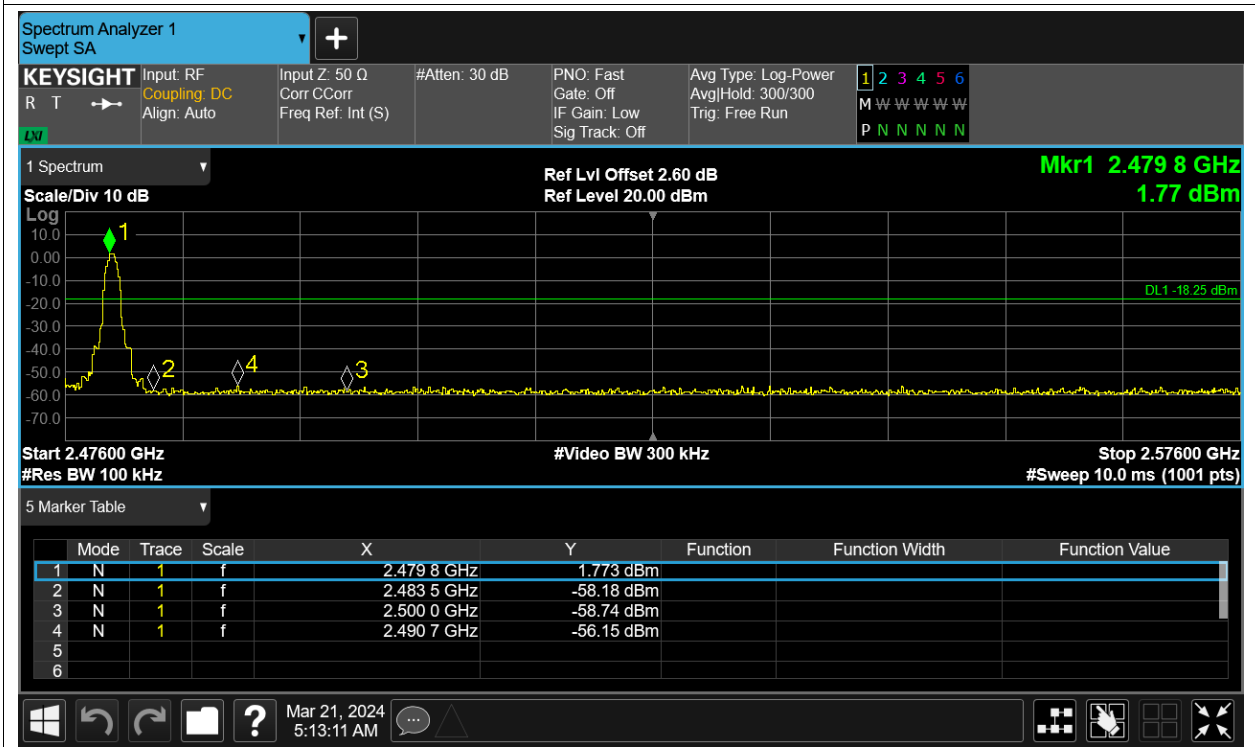 Spectrum Analyzer 1
Swept SA
KEYSIGHT Input: RF Input Z: 50 Ω #Atten: 30 dB PNO: Fast Avg Type: Log-Power 1 2 3 4 5 6
R T Coupling: DC Corr CCorr Gate: Off Avg|Hold: 300/300 M W W W W W
Align: Auto Freq Ref: Int (S) IF Gain: Low Trig: Free Run
LXI Sig Track: Off P N N N N N
1 Spectrum Ref Lvl Offset 2.60 dB Mkr1 2.479 8 GHz
Scale/Div 10 dB Ref Level 20.00 dBm 1.77 dBm
Log
10.0 1
0.00
-10.0
DL1 -18.25 dBm
-20.0
-30.0
-40.0
-50.0 2 4 3
-60.0
-70.0
Start 2.47600 GHz #Video BW 300 kHz Stop 2.57600 GHz
#Res BW 100 kHz #Sweep 10.0 ms (1001 pts)
5 Marker Table
Mode Trace Scale X Y Function Function Width Function Value
1 N 1 f 2.479 8 GHz 1.773 dBm
2 N 1 f 2.483 5 GHz -58.18 dBm
3 N 1 f 2.500 0 GHz -58.74 dBm
4 N 1 f 2.490 7 GHz -56.15 dBm
5
6
? Mar 21, 2024
5:13:11 AM